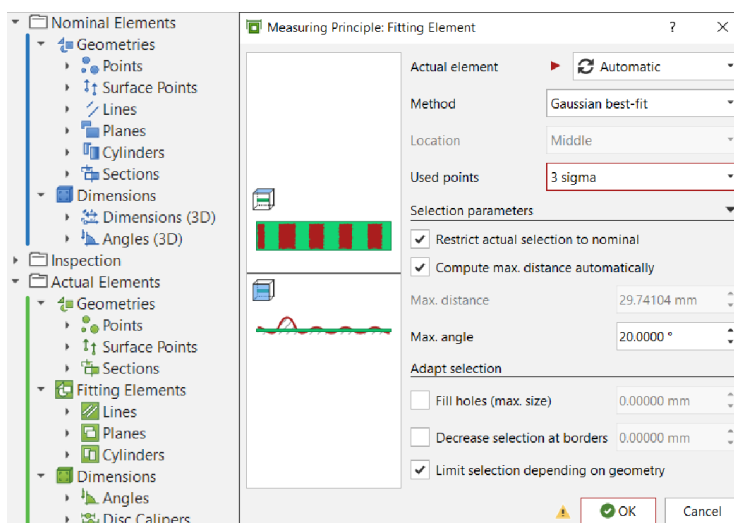 Nominal Elements
Geometries
Points
Surface Points
Lines
Planes
Cylinders
Sections
Dimensions
Dimensions (3D)
Angles (3D)
Inspection
Actual Elements
Geometries
Points
Surface Points
Sections
Fitting Elements
Lines
Planes
Cylinders
Dimensions
Angles
Disc Calipers
Measuring Principle: Fitting Element ? ×
Actual element Automatic
Method Gaussian best-fit
Location Middle
Used points 3 sigma
Selection parameters
Restrict actual selection to nominal
Compute max. distance automatically
Max. distance 29.74104 mm
Max. angle 20.0000 °
Adapt selection
Fill holes (max. size) 0.00000 mm
Decrease selection at borders 0.00000 mm
Limit selection depending on geometry
OK Cancel